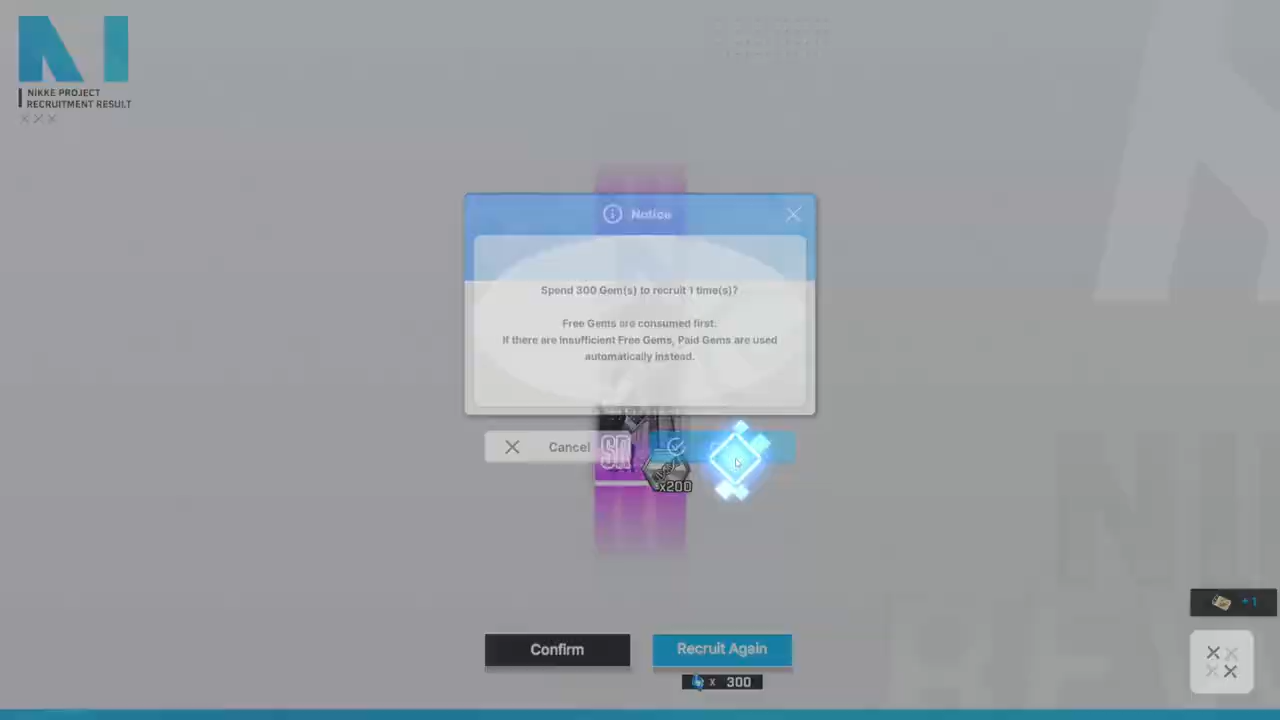 NIKKE PROJECT
RECRUITMENT RESULT
Notice
Spend 300 Gem(s) to recruit 1 time(s)?
Free Gems are consumed first.
If there are insufficient Free Gems, Paid Gems are used
automatically instead.
Cancel
SR
x200
+1
Confirm
Recruit Again
x 300